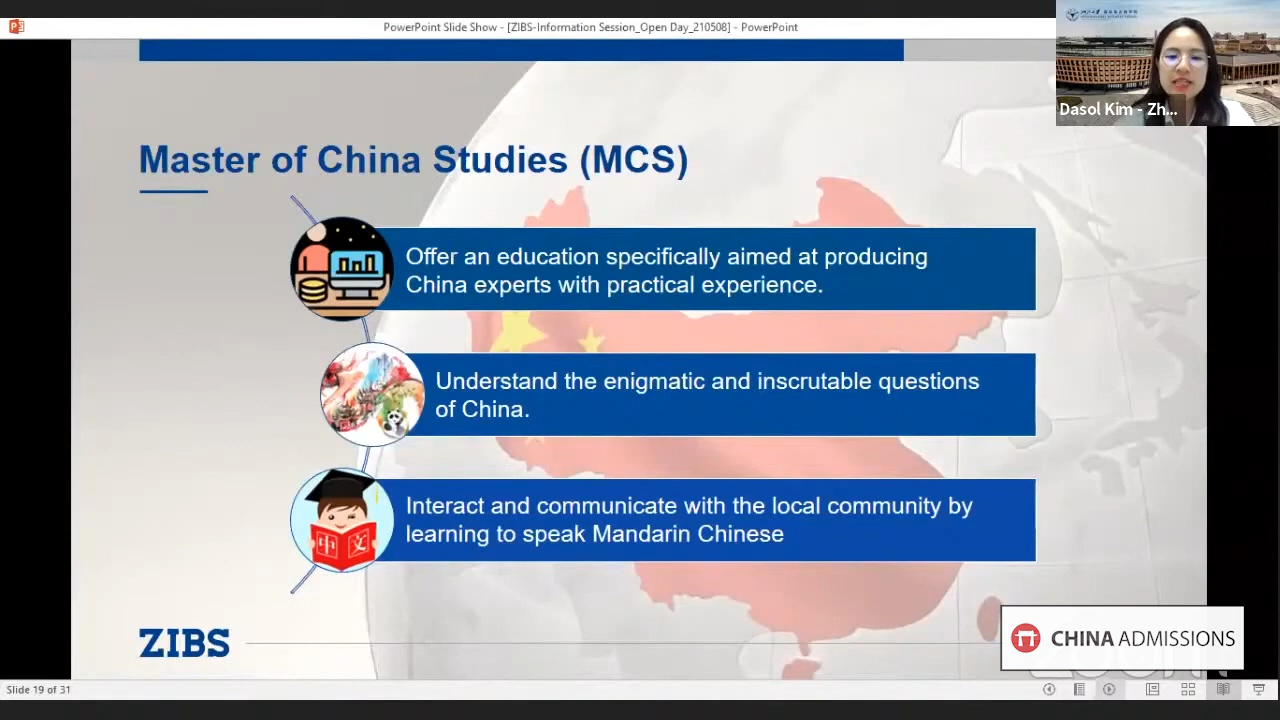 PowerPoint Slide Show - [ZIBS-Information Session_Open Day_210508] - PowerPoint
Dasol Kim - Zh...
Master of China Studies (MCS)
Offer an education specifically aimed at producing
China experts with practical experience.
Understand the enigmatic and inscrutable questions
of China.
Interact and communicate with the local community by
learning to speak Mandarin Chinese
中文
ZIBS
CHINA ADMISSIONS
Slide 19 of 31